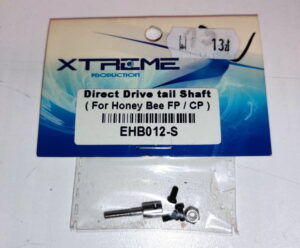 XTREME
PRODUCTION
Direct Drive tail Shaft
( For Honey Bee FP / CP )
EHB012-S